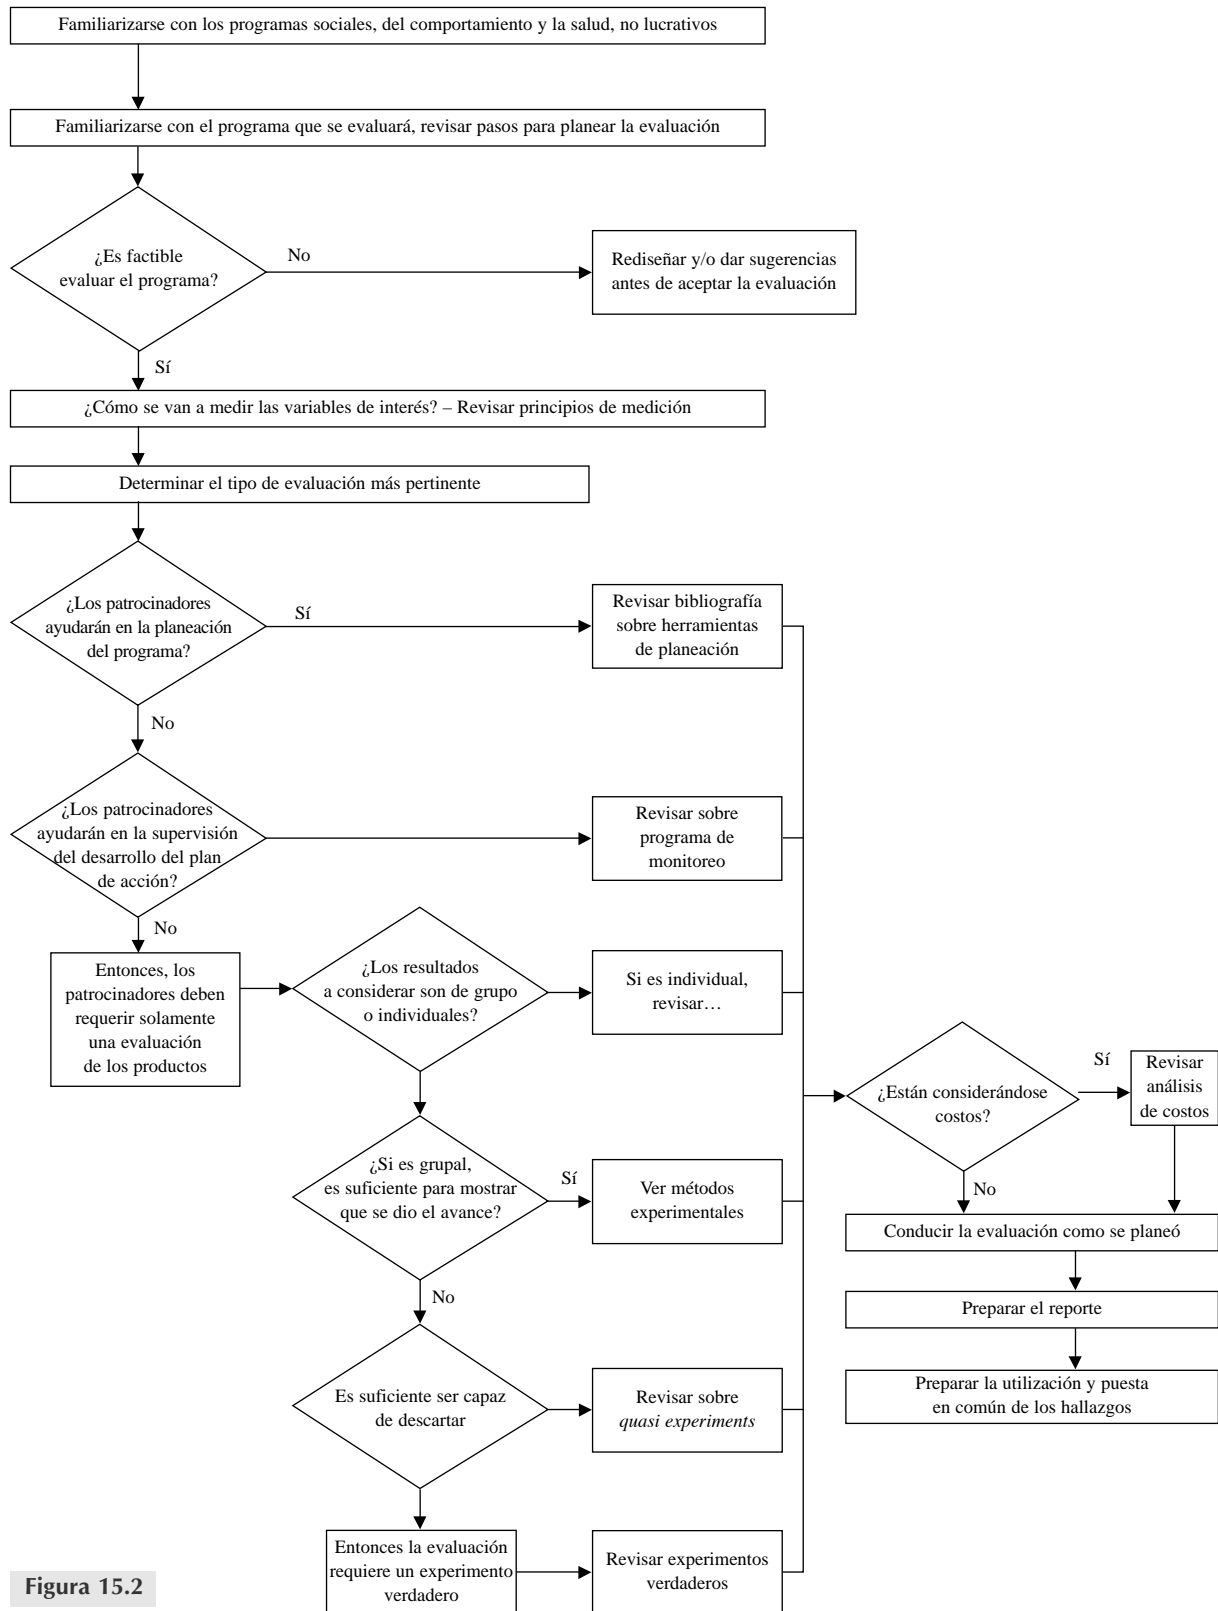 Familiarizarse con los programas sociales, del comportamiento y la salud, no lucrativos
Familiarizarse con el programa que se evaluará, revisar pasos para planear la evaluación
¿Es factible
evaluar el programa?
No
Rediseñar y/o dar sugerencias
antes de aceptar la evaluación
Sí
¿Cómo se van a medir las variables de interés? – Revisar principios de medición
Determinar el tipo de evaluación más pertinente
¿Los patrocinadores
ayudarán en la planeación
del programa?
Sí
Revisar bibliografía
sobre herramientas
de planeación
No
¿Los patrocinadores
ayudarán en la supervisión
del desarrollo del plan
de acción?
Revisar sobre
programa de
monitoreo
No
Entonces, los
patrocinadores deben
requerir solamente
una evaluación
de los productos
¿Los resultados
a considerar son de grupo
o individuales?
Si es individual,
revisar…
¿Si es grupal,
es suficiente para mostrar
que se dio el avance?
Sí
Ver métodos
experimentales
No
Es suficiente ser capaz
de descartar
Revisar sobre
quasi experiments
Entonces la evaluación
requiere un experimento
verdadero
Revisar experimentos
verdaderos
¿Están considerándose
costos?
Sí
Revisar
análisis
de costos
No
Conducir la evaluación como se planeó
Preparar el reporte
Preparar la utilización y puesta
en común de los hallazgos
Figura 15.2